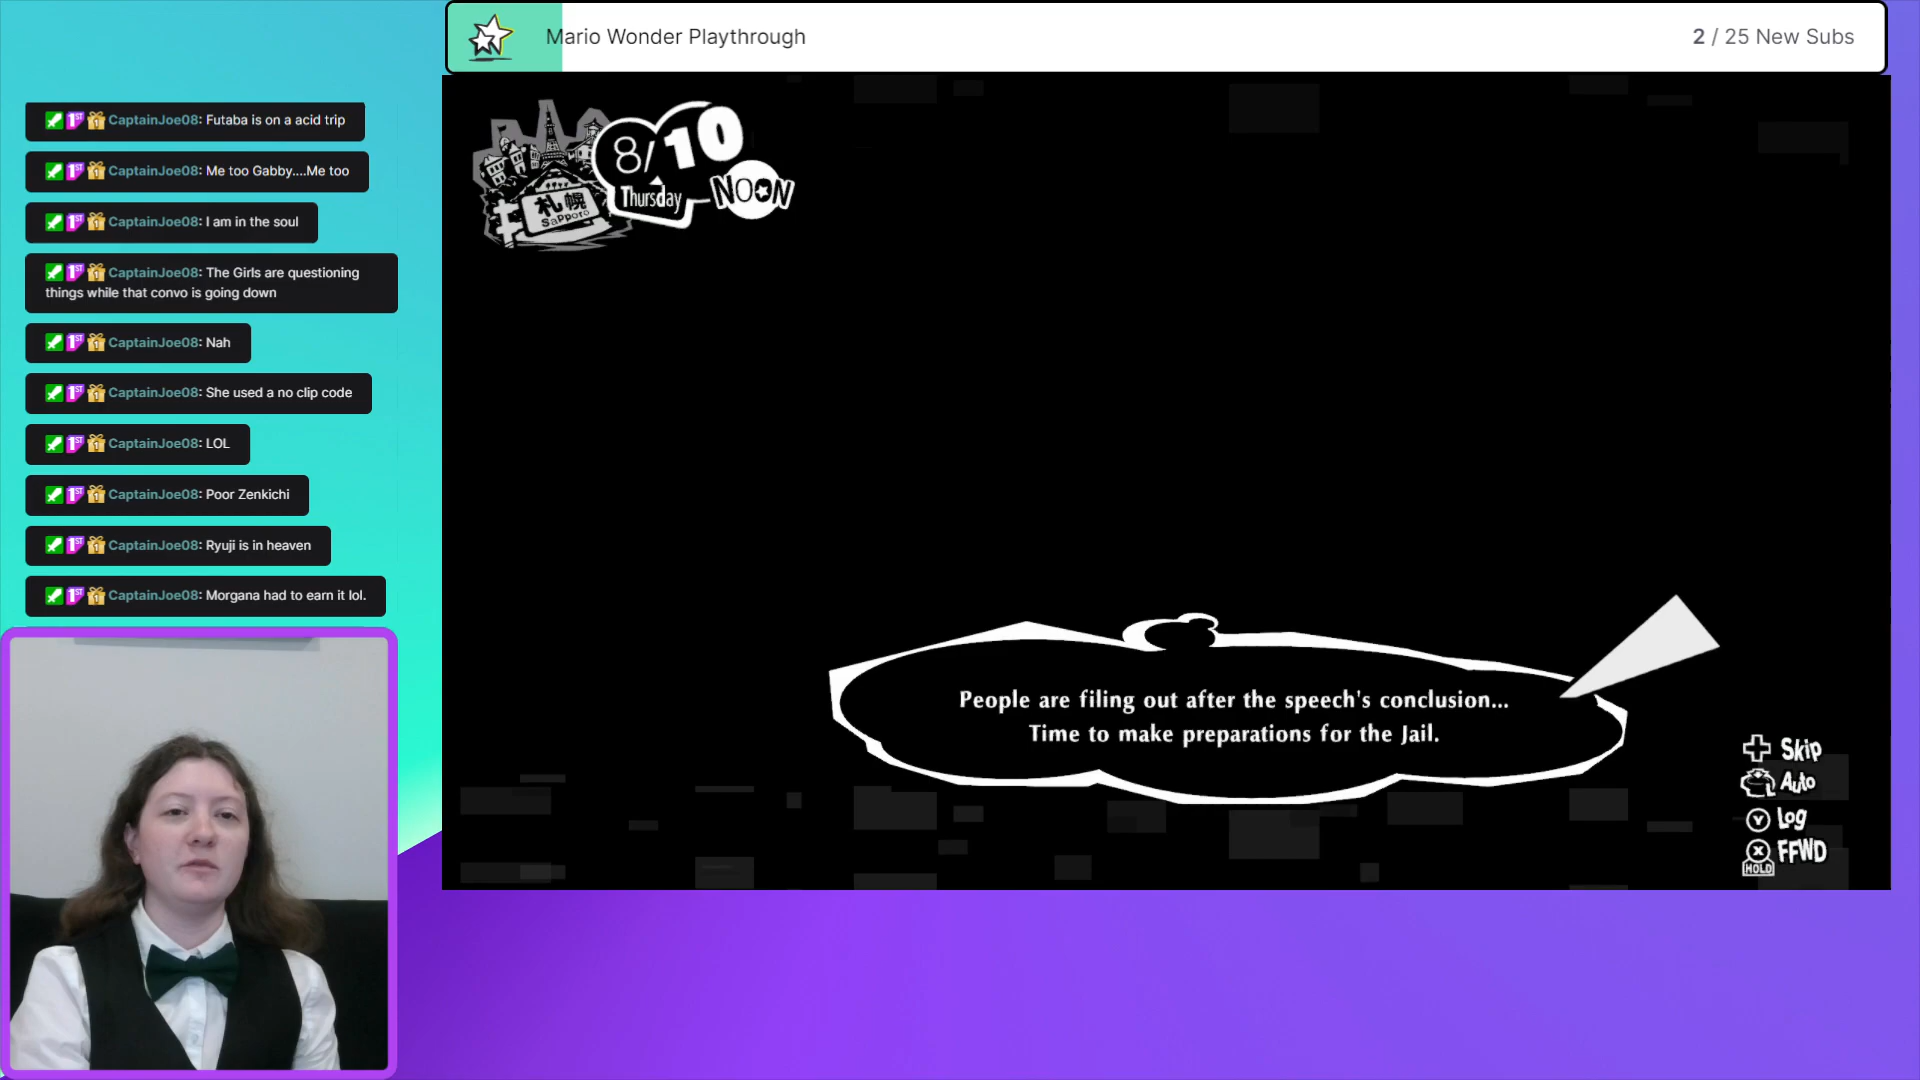 Mario Wonder Playthrough
2 / 25 New Subs
CaptainJoe08: Futaba is on a acid trip
CaptainJoe08: Me too Gabby....Me too
CaptainJoe08: I am in the soul
CaptainJoe08: The Girls are questioning
things while that convo is going down
CaptainJoe08: Nah
CaptainJoe08: She used a no clip code
CaptainJoe08: LOL
CaptainJoe08: Poor Zenkichi
CaptainJoe08: Ryuji is in heaven
CaptainJoe08: Morgana had to earn it lol.
8/10
Thursday
NOON
札幌
Sapporo
People are filing out after the speech's conclusion...
Time to make preparations for the Jail.
Skip
Auto
Y Log
X FFWD
HOLD